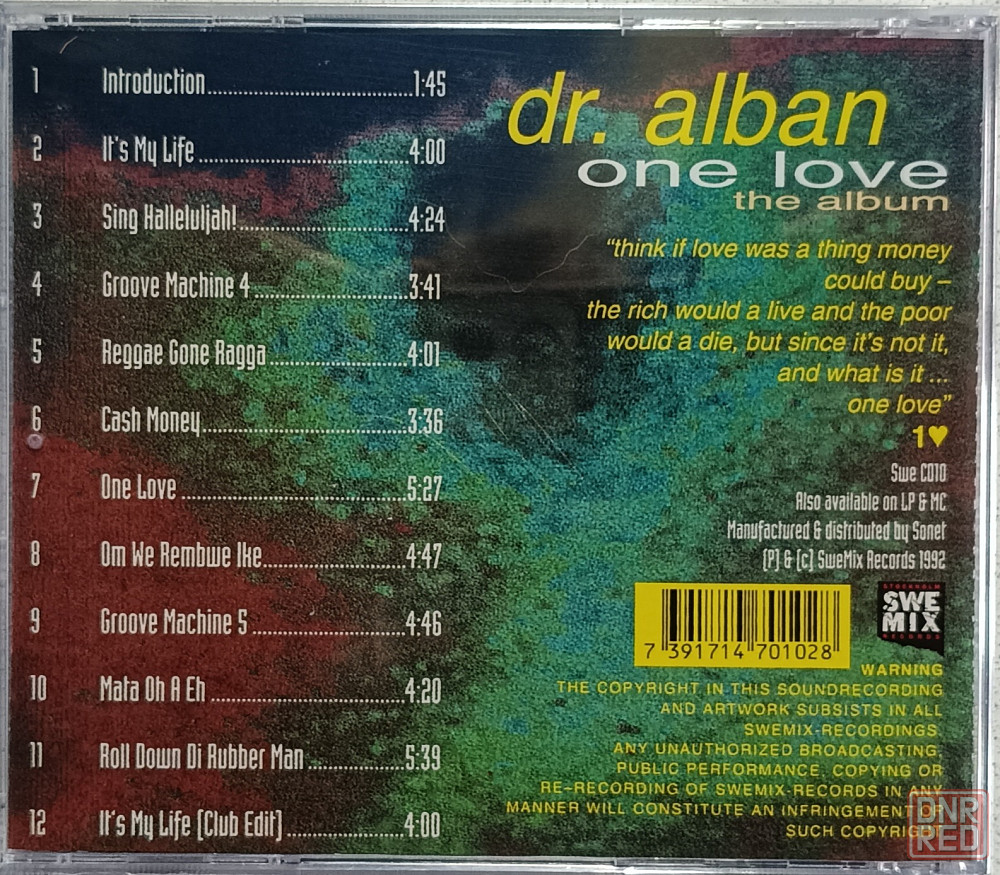 1 Introduction 1:45
2 It's My Life 4:00
3 Sing Halleluljah! 4:24
4 Groove Machine 4 3:41
5 Reggae Gone Ragga 4:01
6 Cash Money 3:36
7 One Love 5:27
8 Om We Rembwe Ike 4:47
9 Groove Machine 5 4:46
10 Mata Oh A Eh 4:20
11 Roll Down Di Rubber Man 5:39
12 It's My Life (Club Edit) 4:00
dr. alban
one love
the album
"think if love was a thing money
could buy –
the rich would a live and the poor
would a die, but since it's not it,
and what is it ...
one love"
1♥
Swe CD10
Also available on LP & MC
Manufactured & distributed by Sonet
(P) & (c) SweMix Records 1992
STOCKHOLM
SWE
MIX
RECORDS
7 391714 701028
WARNING
THE COPYRIGHT IN THIS SOUNDRECORDING
AND ARTWORK SUBSISTS IN ALL
SWEMIX-RECORDINGS.
ANY UNAUTHORIZED BROADCASTING,
PUBLIC PERFORMANCE, COPYING OR
RE-RECORDING OF SWEMIX-RECORDS IN ANY
MANNER WILL CONSTITUTE AN INFRINGEMENT OR
SUCH COPYRIGHT
DNR
RED